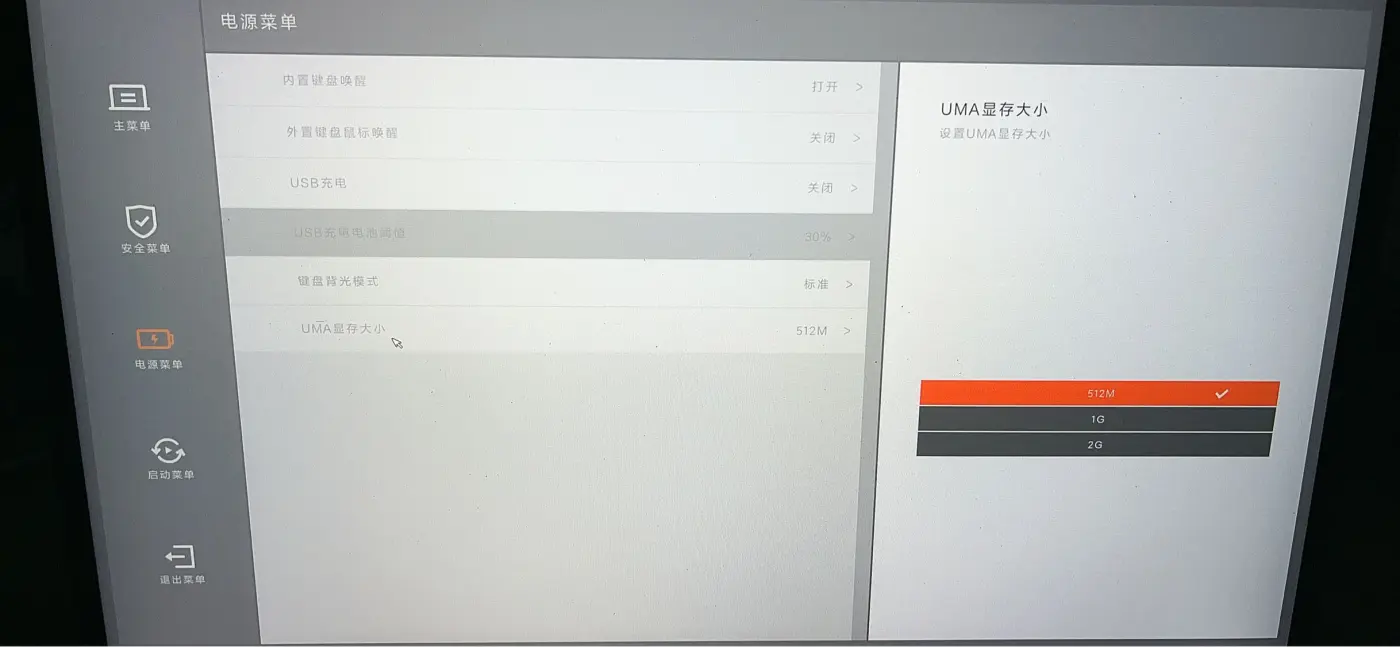 电源菜单
主菜单
安全菜单
电源菜单
启动菜单
退出菜单
内置键盘唤醒 打开 >
外置键盘鼠标唤醒 关闭 >
USB充电 关闭 >
USB充电电池阈值 30% >
键盘背光模式 标准 >
UMA显存大小 512M >
UMA显存大小
设置UMA显存大小
512M
1G
2G